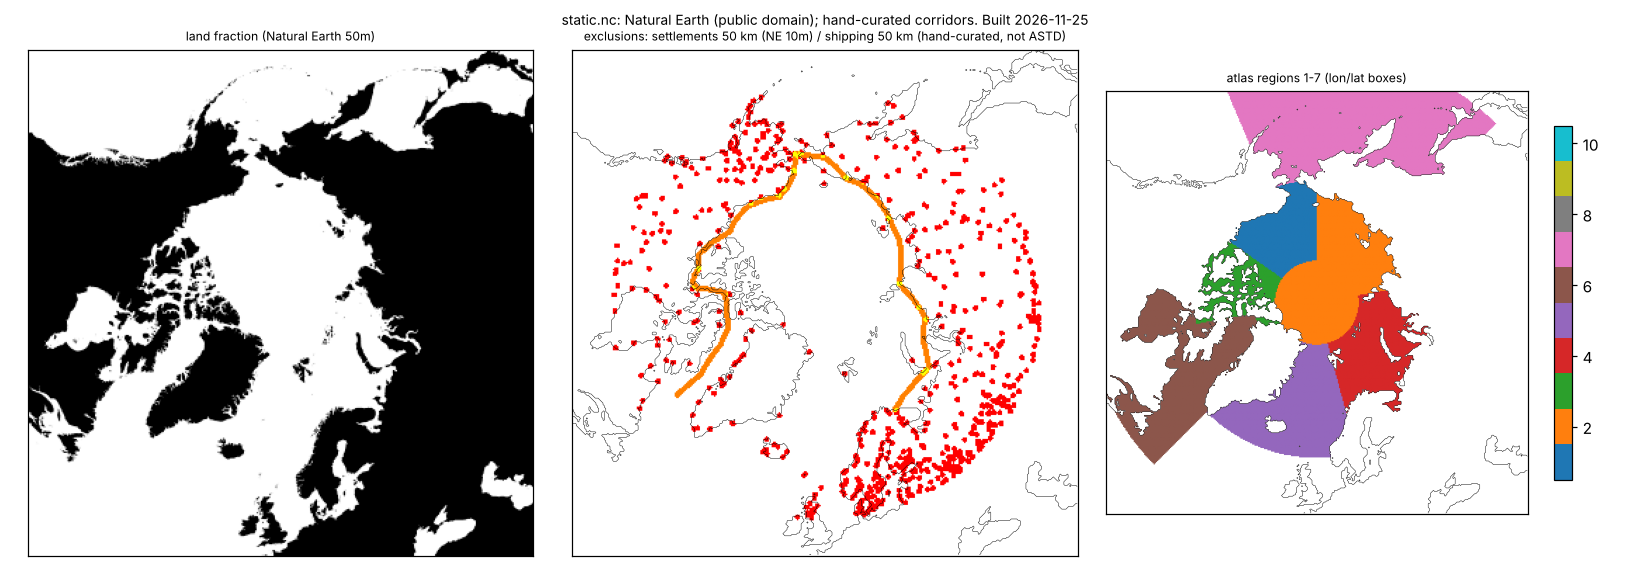 static.nc: Natural Earth (public domain); hand-curated corridors. Built 2026-11-25
land fraction (Natural Earth 50m)
exclusions: settlements 50 km (NE 10m) / shipping 50 km (hand-curated, not ASTD)
atlas regions 1-7 (lon/lat boxes)
10
8
6
4
2